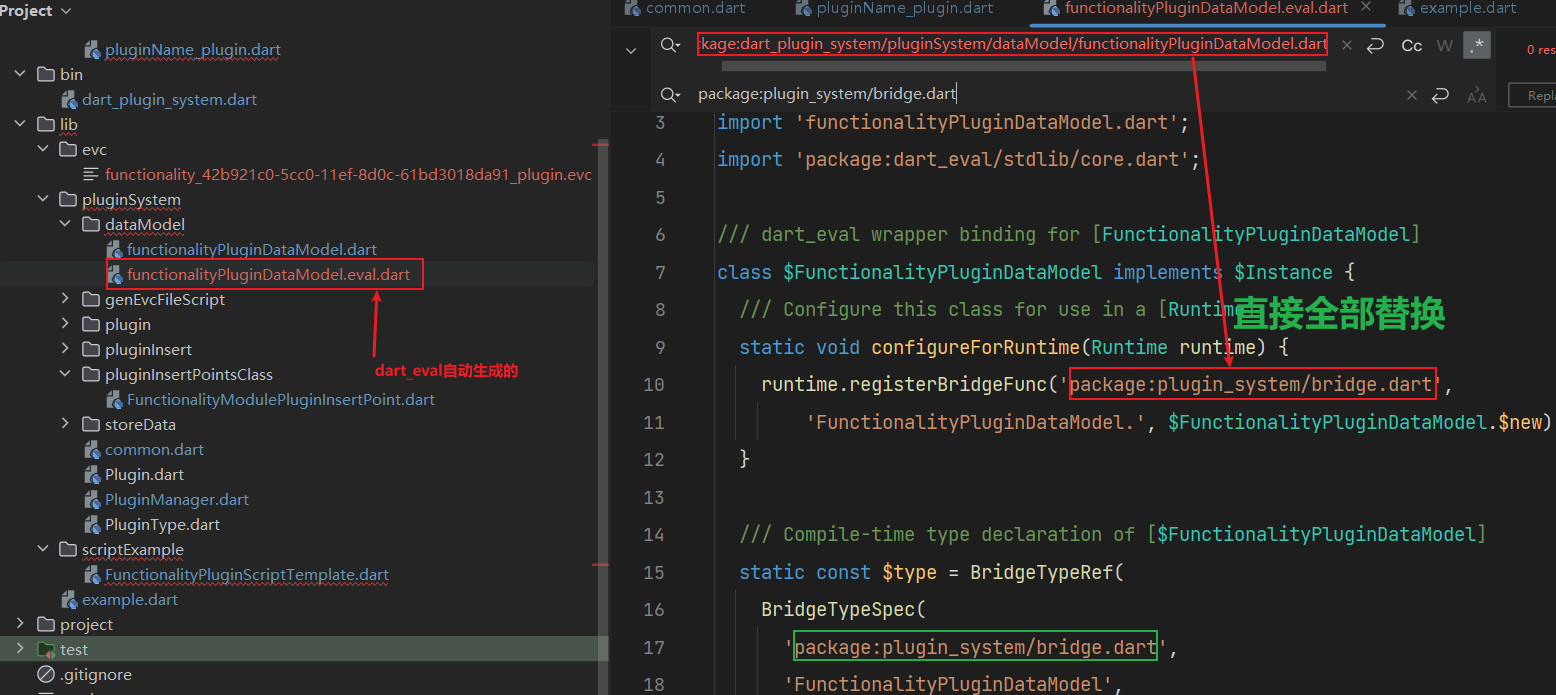 Project
pluginName_plugin.dart
bin
dart_plugin_system.dart
lib
evc
functionality_42b921c0-5cc0-11ef-8d0c-61bd3018da91_plugin.evc
pluginSystem
dataModel
functionalityPluginDataModel.dart
functionalityPluginDataModel.eval.dart
genEvcFileScript
plugin
pluginInsert
pluginInsertPointsClass
FunctionalityModulePluginInsertPoint.dart
storeData
common.dart
Plugin.dart
PluginManager.dart
PluginType.dart
scriptExample
FunctionalityPluginScriptTemplate.dart
example.dart
project
test
.gitignore
dart_eval自动生成的
common.dart
pluginName_plugin.dart
functionalityPluginDataModel.eval.dart
example.dart
kage:dart_plugin_system/pluginSystem/dataModel/functionalityPluginDataModel.dart
Cc W .* 0 res
package:plugin_system/bridge.dart
Repla
3 import 'functionalityPluginDataModel.dart';
4 import 'package:dart_eval/stdlib/core.dart';
5
6 /// dart_eval wrapper binding for [FunctionalityPluginDataModel]
7 class $FunctionalityPluginDataModel implements $Instance {
8 /// Configure this class for use in a [Runtime
直接全部替换
9 static void configureForRuntime(Runtime runtime) {
10 runtime.registerBridgeFunc('package:plugin_system/bridge.dart',
11 'FunctionalityPluginDataModel.', $FunctionalityPluginDataModel.$new)
12 }
13
14 /// Compile-time type declaration of [$FunctionalityPluginDataModel]
15 static const $type = BridgeTypeRef(
16 BridgeTypeSpec(
17 'package:plugin_system/bridge.dart',
18 'FunctionalityPluginDataModel',